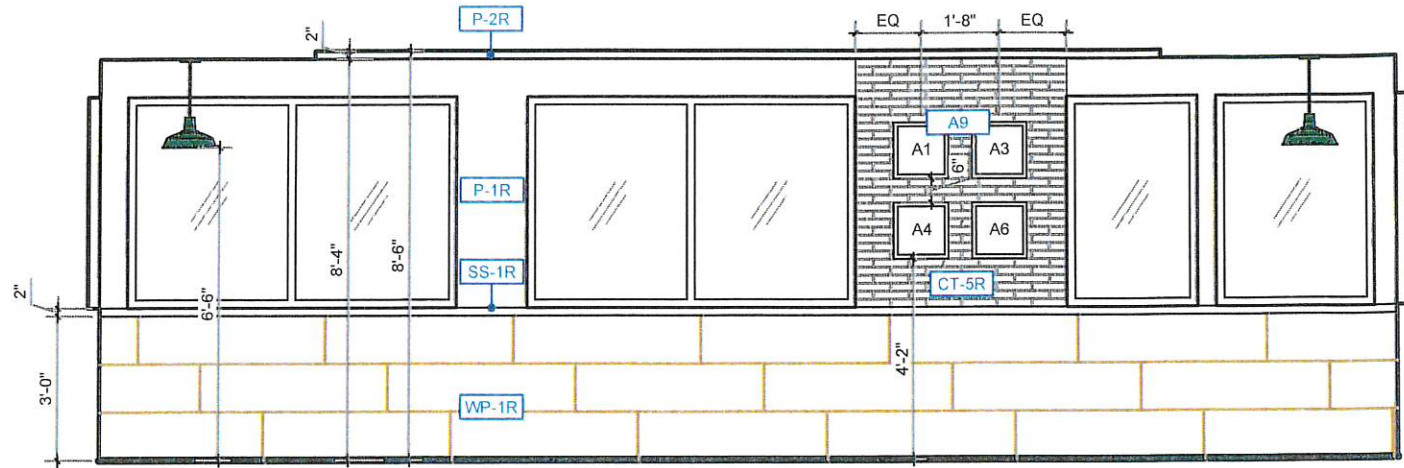 P-2R
EQ
1'-8"
EQ
2"
A9
A1
A3
6"
P-1R
A4
A6
8'-4"
8'-6"
SS-1R
CT-5R
2"
6'-6"
4'-2"
3'-0"
WP-1R